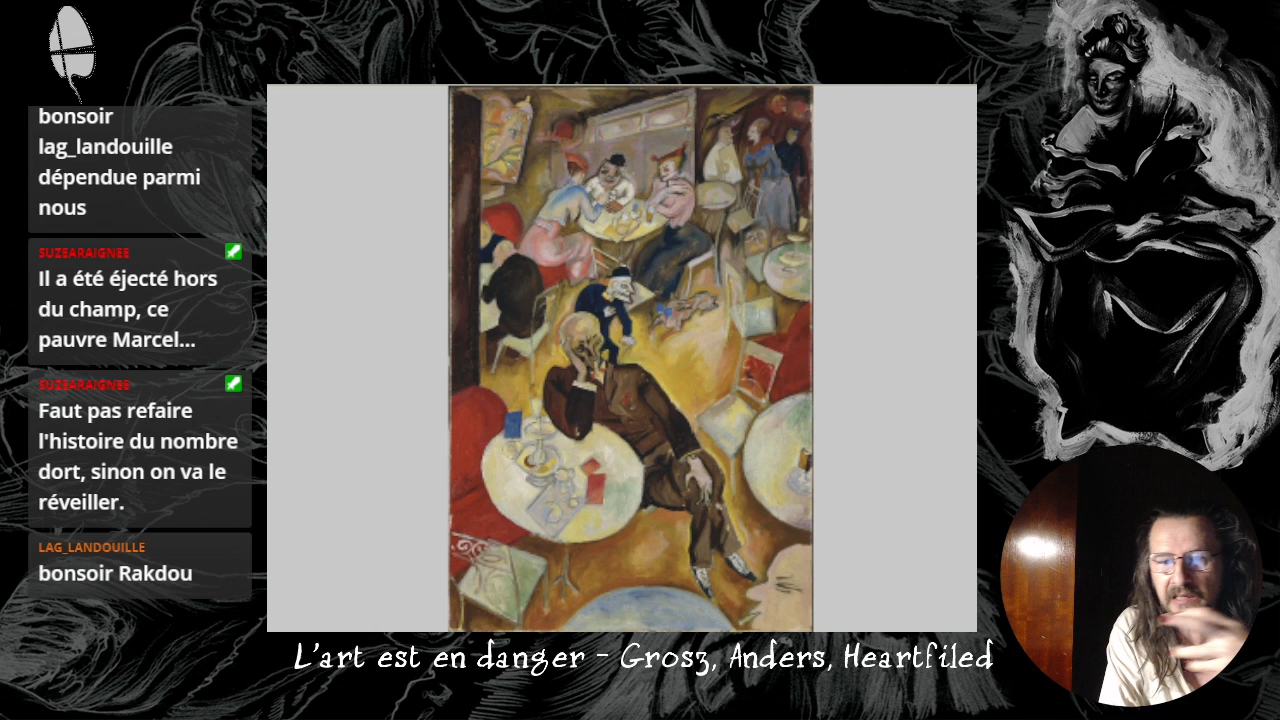 bonsoir
lag_landouille
dépendue parmi
nous
SUZEARAIGNEE
Il a été éjecté hors
du champ, ce
pauvre Marcel...
SUZEARAIGNEE
Faut pas refaire
l'histoire du nombre
dort, sinon on va le
réveiller.
LAG_LANDOUILLE
bonsoir Rakdou
L'art est en danger - Grosz, Anders, Heartfiled